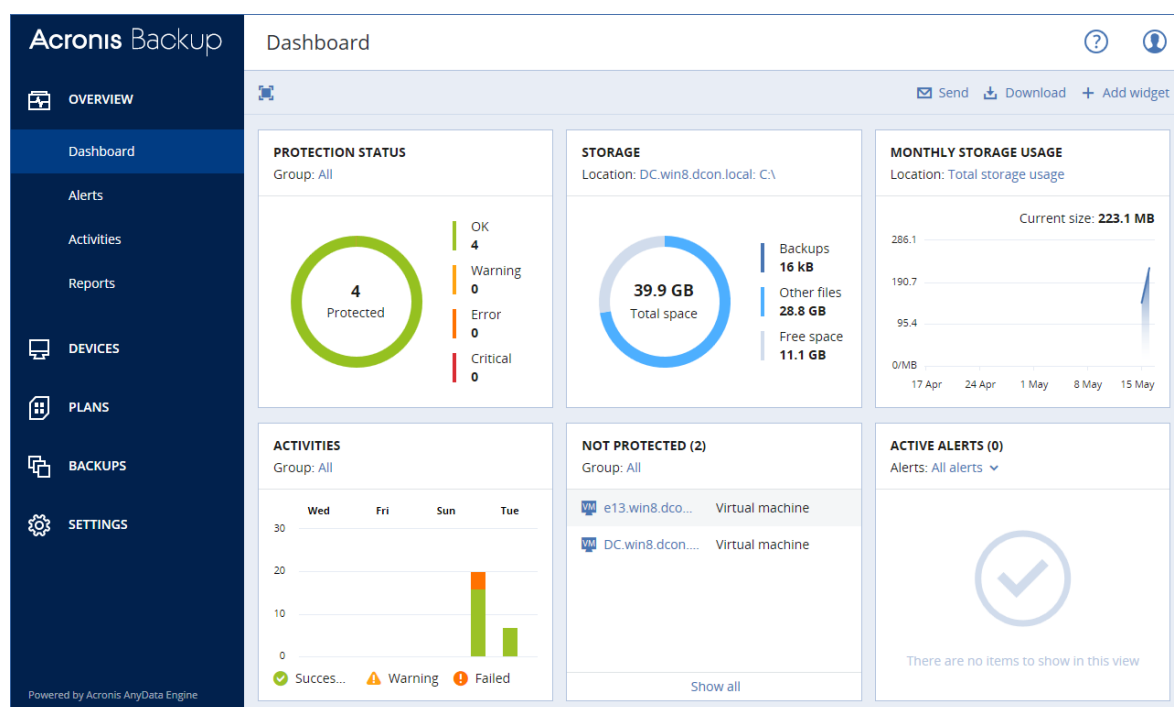 Acronis Backup
OVERVIEW
Dashboard
Alerts
Activities
Reports
DEVICES
PLANS
BACKUPS
SETTINGS
Powered by Acronis AnyData Engine
Dashboard
?
Send
Download
+ Add widget
PROTECTION STATUS
Group: All
4
Protected
OK
4
Warning
0
Error
0
Critical
0
STORAGE
Location: DC.win8.dcon.local: C:\
39.9 GB
Total space
Backups
16 kB
Other files
28.8 GB
Free space
11.1 GB
MONTHLY STORAGE USAGE
Location: Total storage usage
Current size: 223.1 MB
286.1
190.7
95.4
0/MB
17 Apr 24 Apr 1 May 8 May 15 May
ACTIVITIES
Group: All
Wed Fri Sun Tue
30
20
10
0
Succes... Warning Failed
NOT PROTECTED (2)
Group: All
VM e13.win8.dco... Virtual machine
VM DC.win8.dcon.... Virtual machine
Show all
ACTIVE ALERTS (0)
Alerts: All alerts
There are no items to show in this view